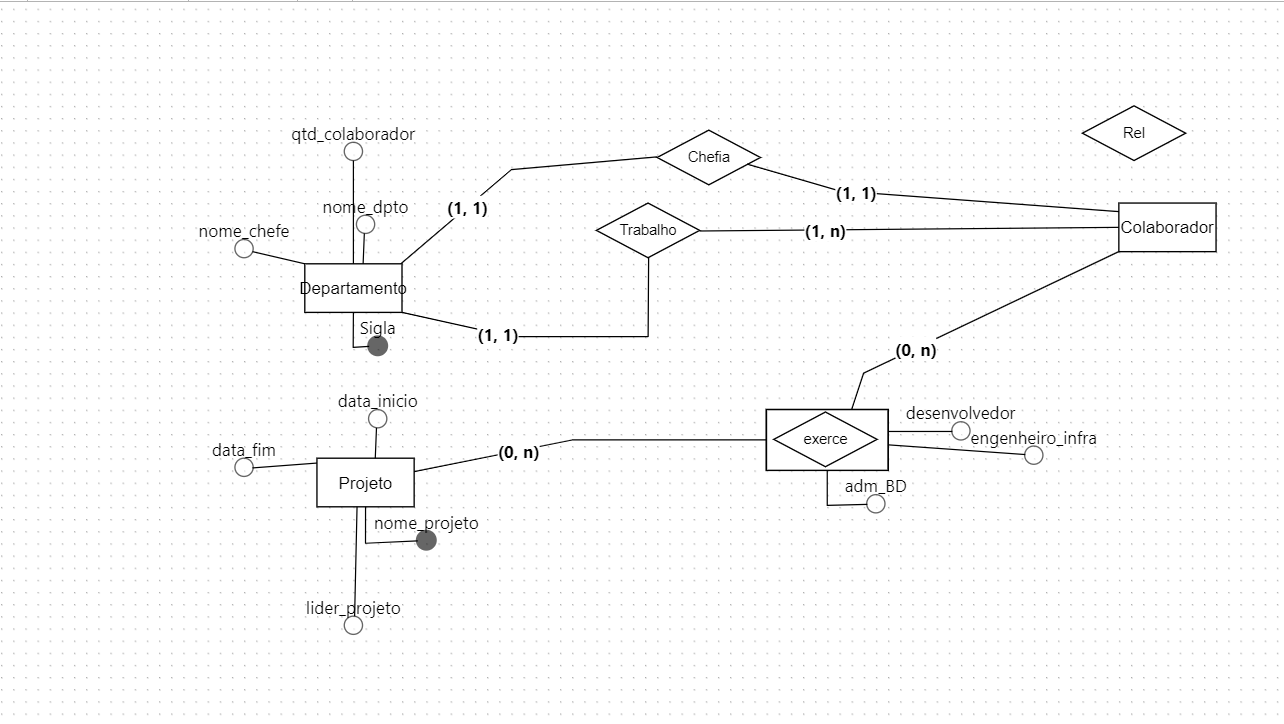 qtd_colaborador
Rel
Chefia
(1, 1)
nome_dpto
(1, 1)
nome_chefe
Trabalho
(1, n)
Colaborador
Departamento
Sigla
(1, 1)
(0, n)
data_inicio
desenvolvedor
exerce
engenheiro_infra
data_fim
(0, n)
Projeto
adm_BD
nome_projeto
lider_projeto